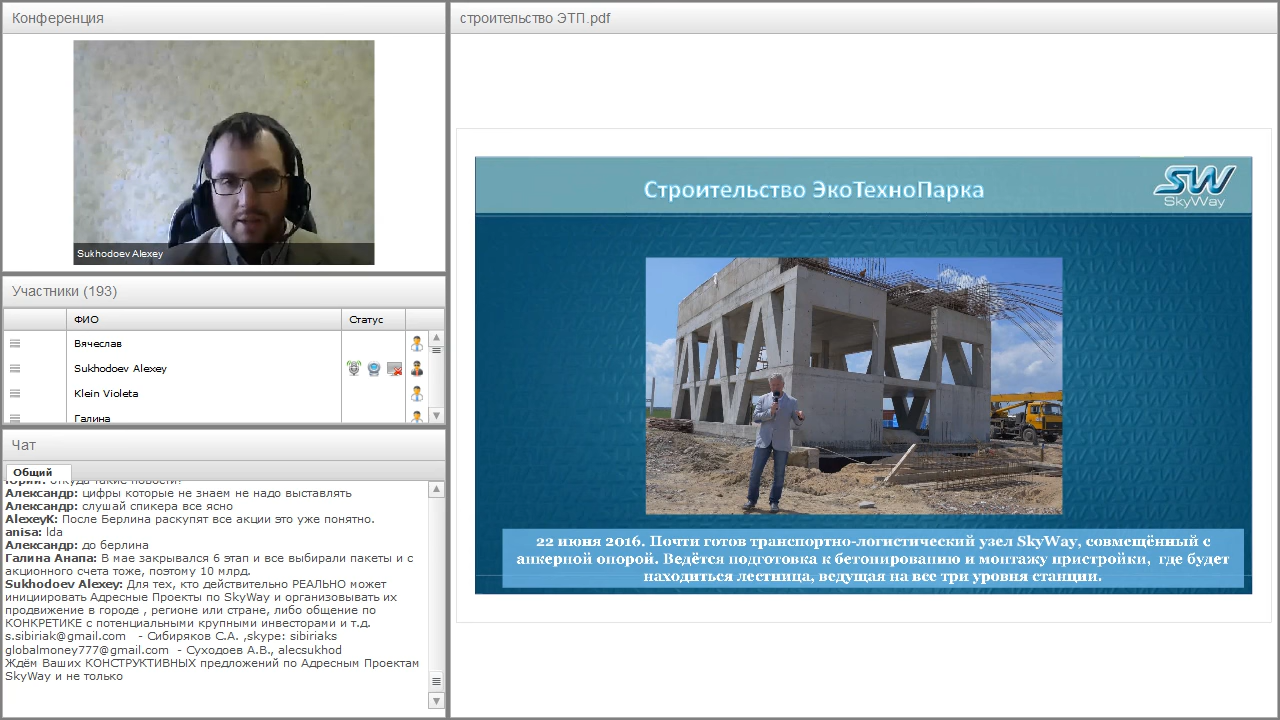 Конференция
Sukhodoev Alexey
Участники (193)
ФИО
Статус
Вячеслав
Sukhodoev Alexey
Klein Violeta
Галина
Чат
Общий
Александр: цифры которые не знаем не надо выставлять
Александр: слушай спикера все ясно
AlexeyK: После Берлина раскупят все акции это уже понятно.
anisa: lda
Александр: до берлина
Галина Анапа: В мае закрывался 6 этап и все выбирали пакеты и с
акционного счета тоже, поэтому 10 млрд.
Sukhodoev Alexey: Для тех, кто действительно РЕАЛЬНО может
инициировать Адресные Проекты по SkyWay и организовывать их
продвижение в городе , регионе или стране, либо общение по
КОНКРЕТИКЕ с потенциальными крупными инвесторами и т.д.
s.sibiriak@gmail.com - Сибиряков С.А. ,skype: sibiriaks
globalmoney777@gmail.com - Суходоев А.В., alecsukhod
Ждём Ваших КОНСТРУКТИВНЫХ предложений по Адресным Проектам
SkyWay и не только
строительство ЭТП.pdf
Строительство ЭкоТехноПарка
SW
SkyWay
22 июня 2016. Почти готов транспортно-логистический узел SkyWay, совмещённый с
анкерной опорой. Ведётся подготовка к бетонированию и монтажу пристройки, где будет
находиться лестница, ведущая на все три уровня станции.